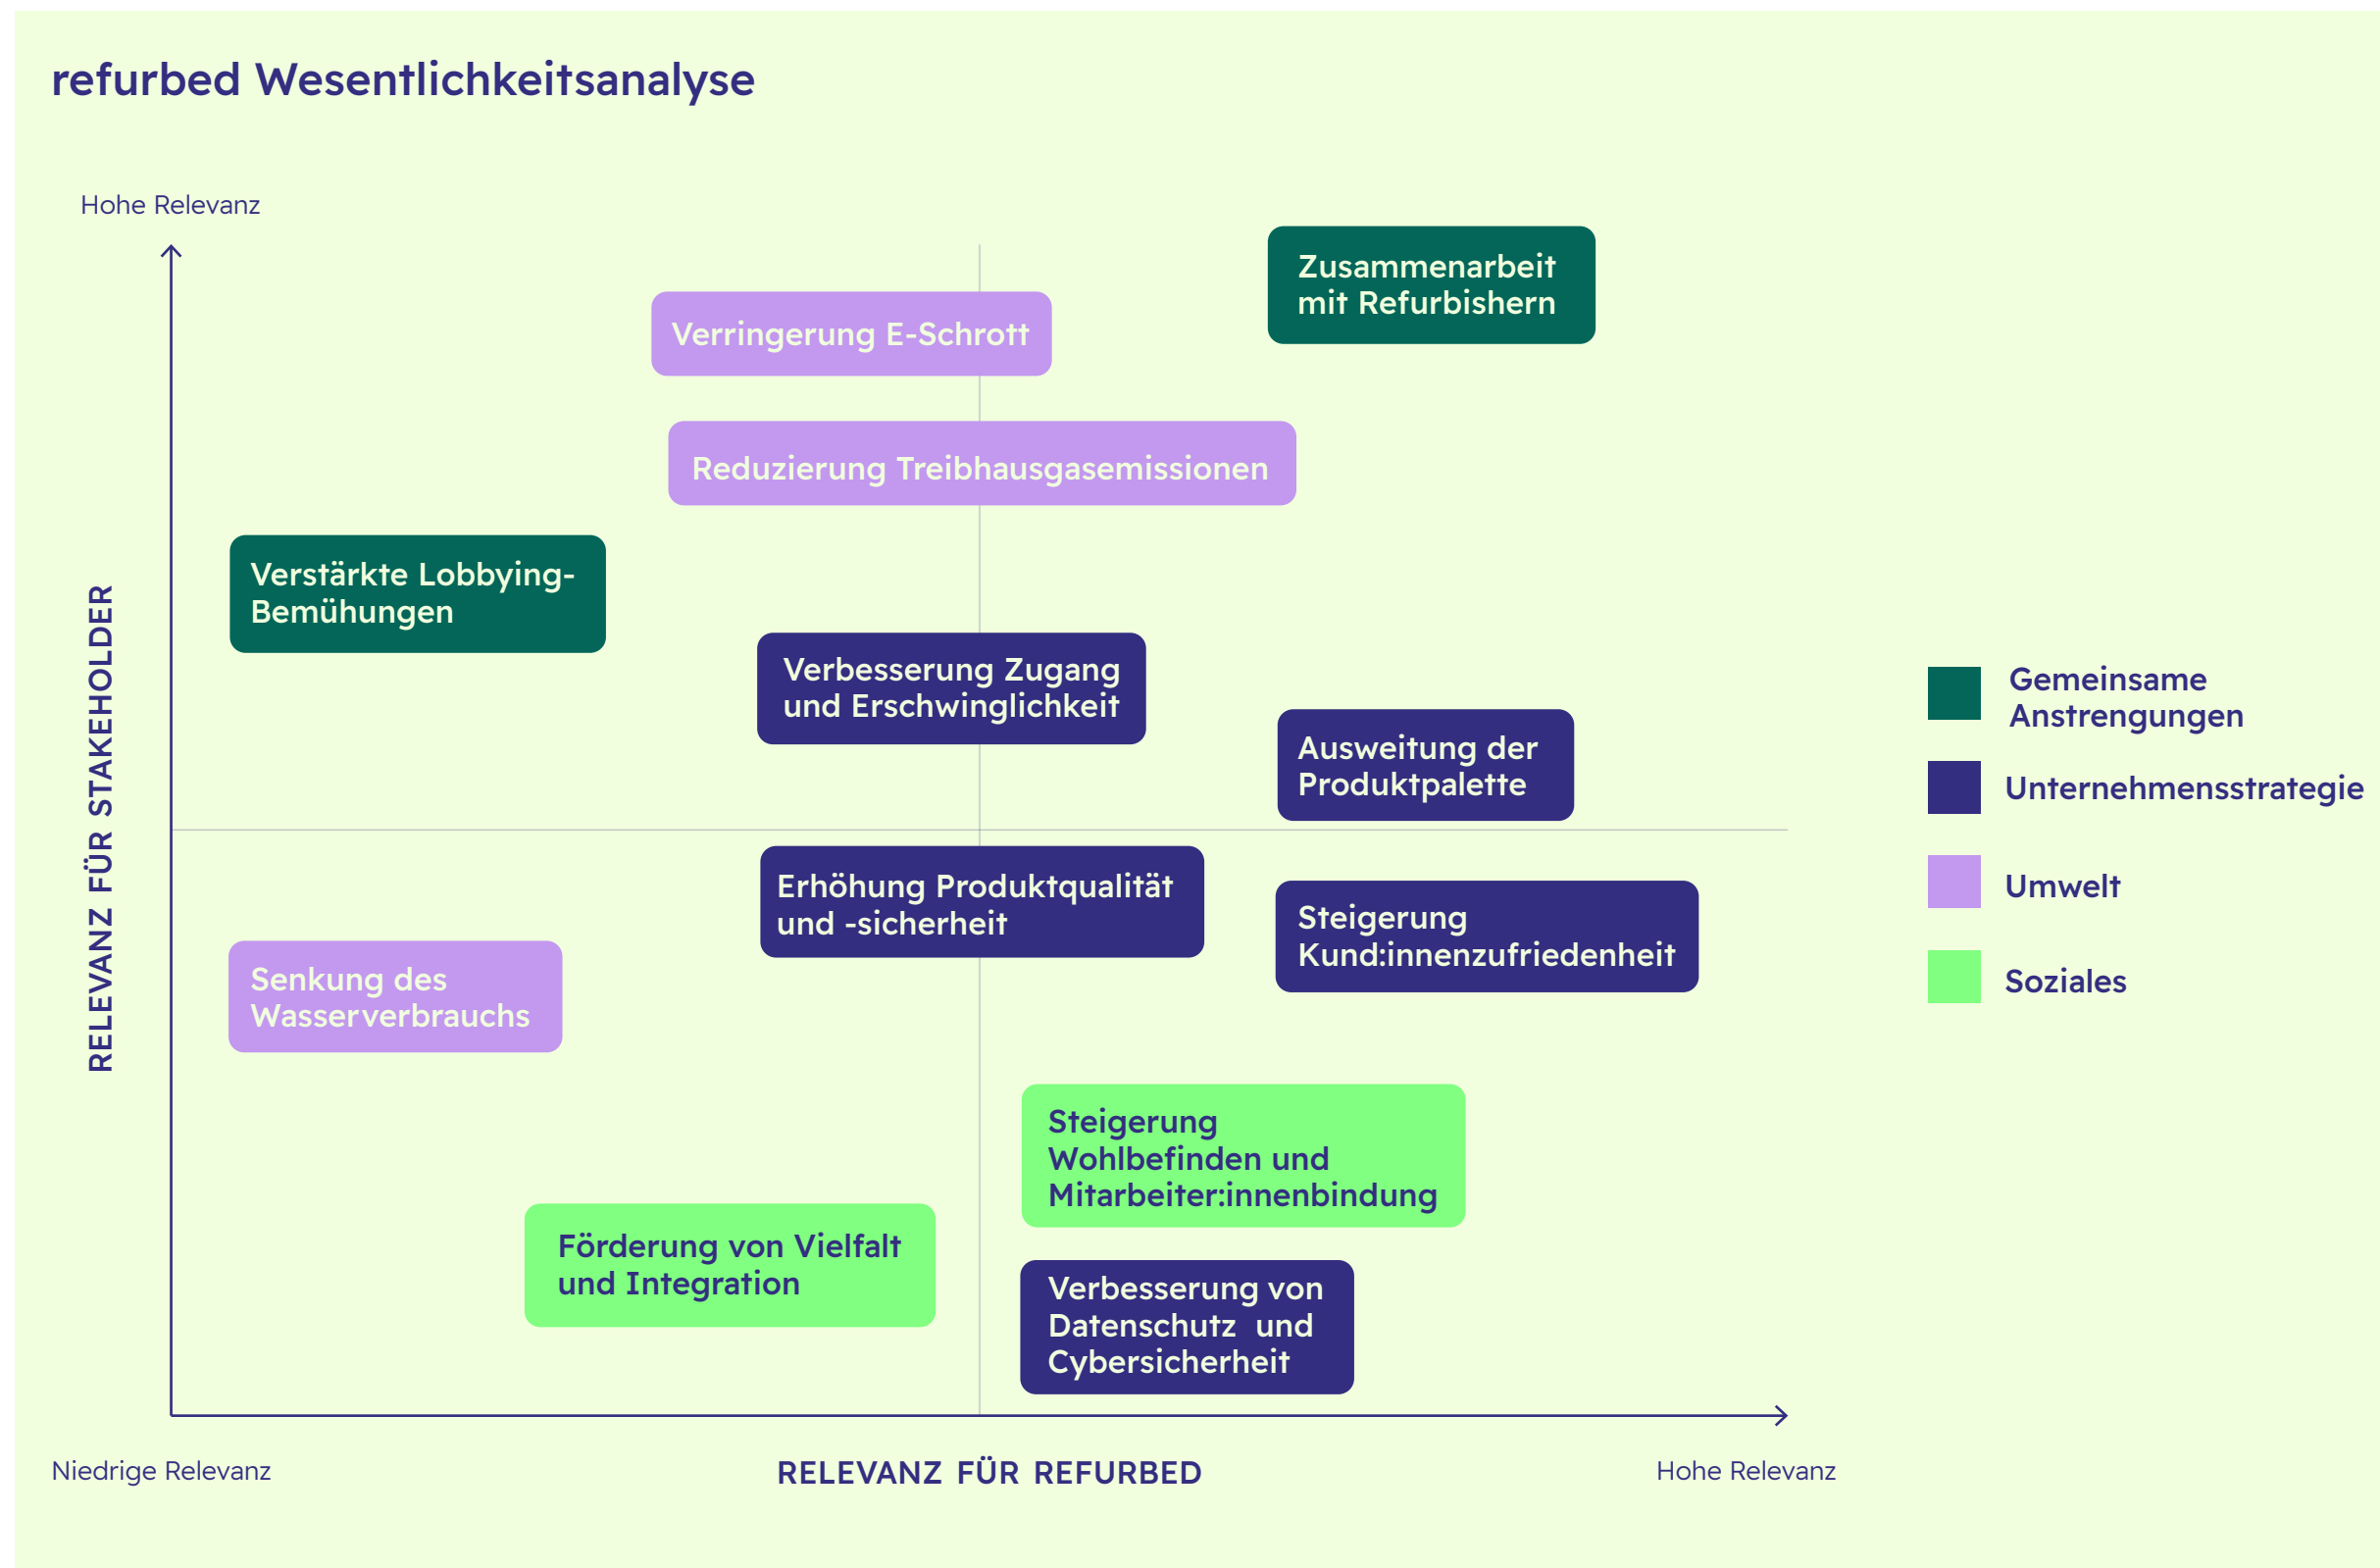 refurbed Wesentlichkeitsanalyse
Hohe Relevanz
Zusammenarbeit
mit Refurbishern
Verringerung E-Schrott
Reduzierung Treibhausgasemissionen
Verstärkte Lobbying-
Bemühungen
Verbesserung Zugang
und Erschwinglichkeit
Ausweitung der
Produktpalette
RELEVANZ FÜR STAKEHOLDER
Erhöhung Produktqualität
und -sicherheit
Steigerung
Kund:innenzufriedenheit
Senkung des
Wasserverbrauchs
Steigerung
Wohlbefinden und
Mitarbeiter:innenbindung
Förderung von Vielfalt
und Integration
Verbesserung von
Datenschutz  und
Cybersicherheit
Niedrige Relevanz
RELEVANZ FÜR REFURBED
Hohe Relevanz
Gemeinsame
Anstrengungen
Unternehmensstrategie
Umwelt
Soziales